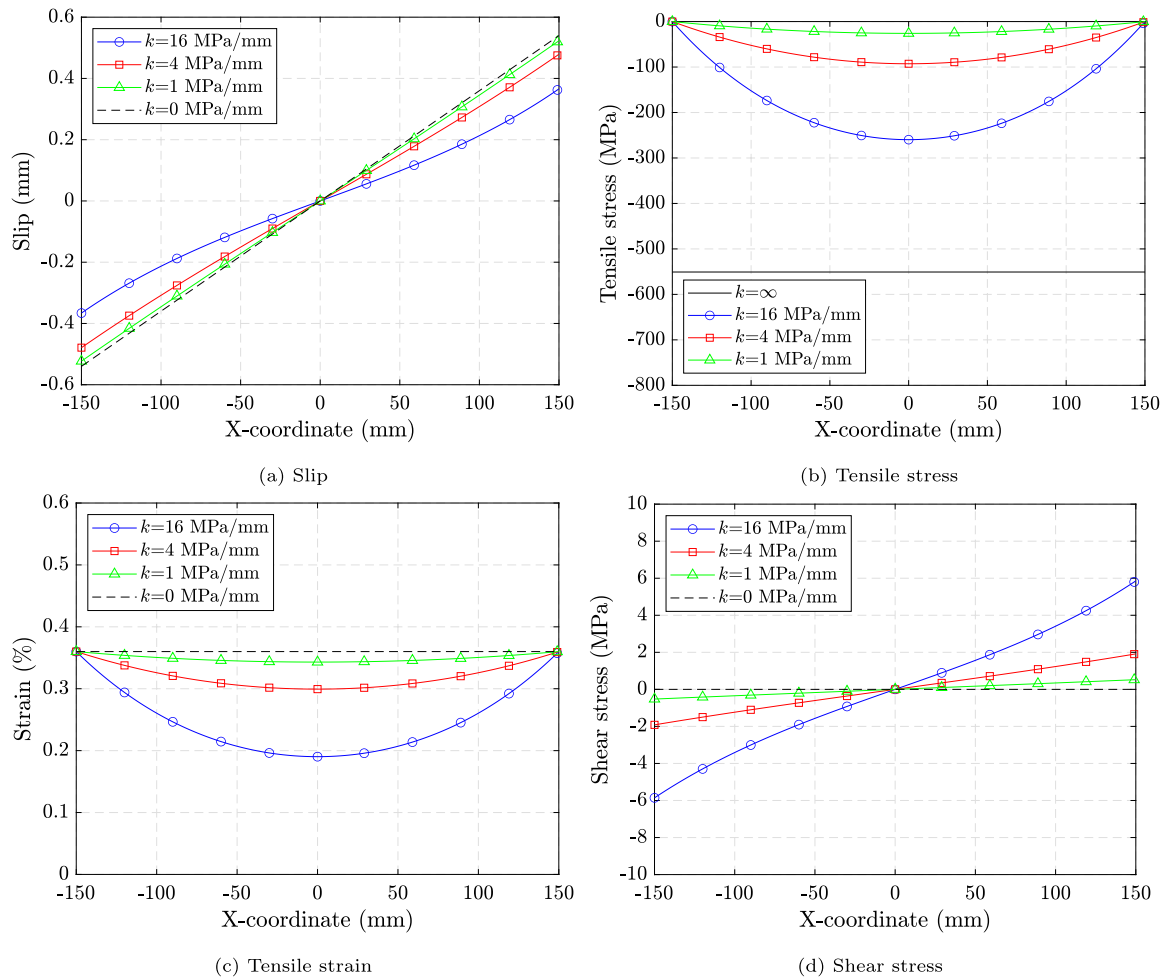 0.6
0.4
0.2
0
-0.2
-0.4
-0.6
Slip (mm)
k=16 MPa/mm
k=4 MPa/mm
k=1 MPa/mm
k=0 MPa/mm
-150 -100 -50 0 50 100 150
X-coordinate (mm)
(a) Slip
0
-100
-200
-300
-400
-500
-600
-700
-800
Tensile stress (MPa)
k=∞
k=16 MPa/mm
k=4 MPa/mm
k=1 MPa/mm
-150 -100 -50 0 50 100 150
X-coordinate (mm)
(b) Tensile stress
0.6
0.5
0.4
0.3
0.2
0.1
0
Strain (%)
k=16 MPa/mm
k=4 MPa/mm
k=1 MPa/mm
k=0 MPa/mm
-150 -100 -50 0 50 100 150
X-coordinate (mm)
(c) Tensile strain
10
8
6
4
2
0
-2
-4
-6
-8
-10
Shear stress (MPa)
k=16 MPa/mm
k=4 MPa/mm
k=1 MPa/mm
k=0 MPa/mm
-150 -100 -50 0 50 100 150
X-coordinate (mm)
(d) Shear stress